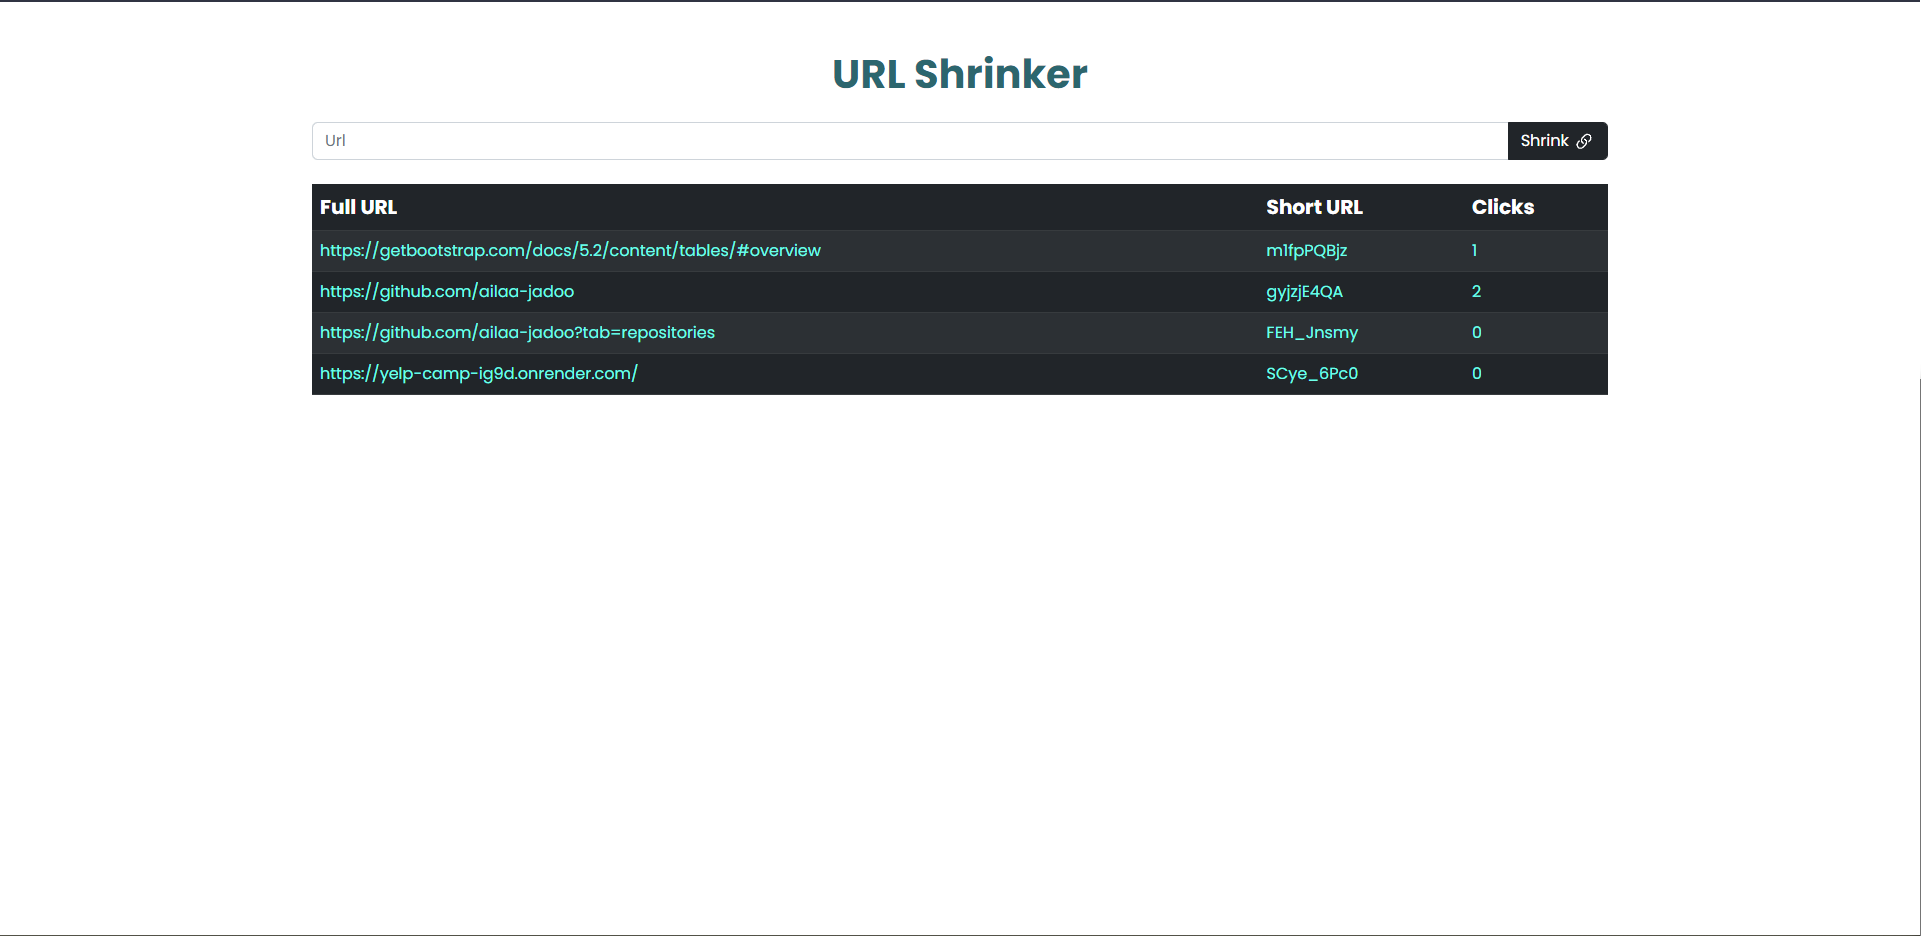 URL Shrinker
Url Shrink
Full URL Short URL Clicks
https://getbootstrap.com/docs/5.2/content/tables/#overview m1fpPQBjz 1
https://github.com/ailaa-jadoo gyjzjE4QA 2
https://github.com/ailaa-jadoo?tab=repositories FEH_Jnsmy 0
https://yelp-camp-ig9d.onrender.com/ SCye_6Pc0 0